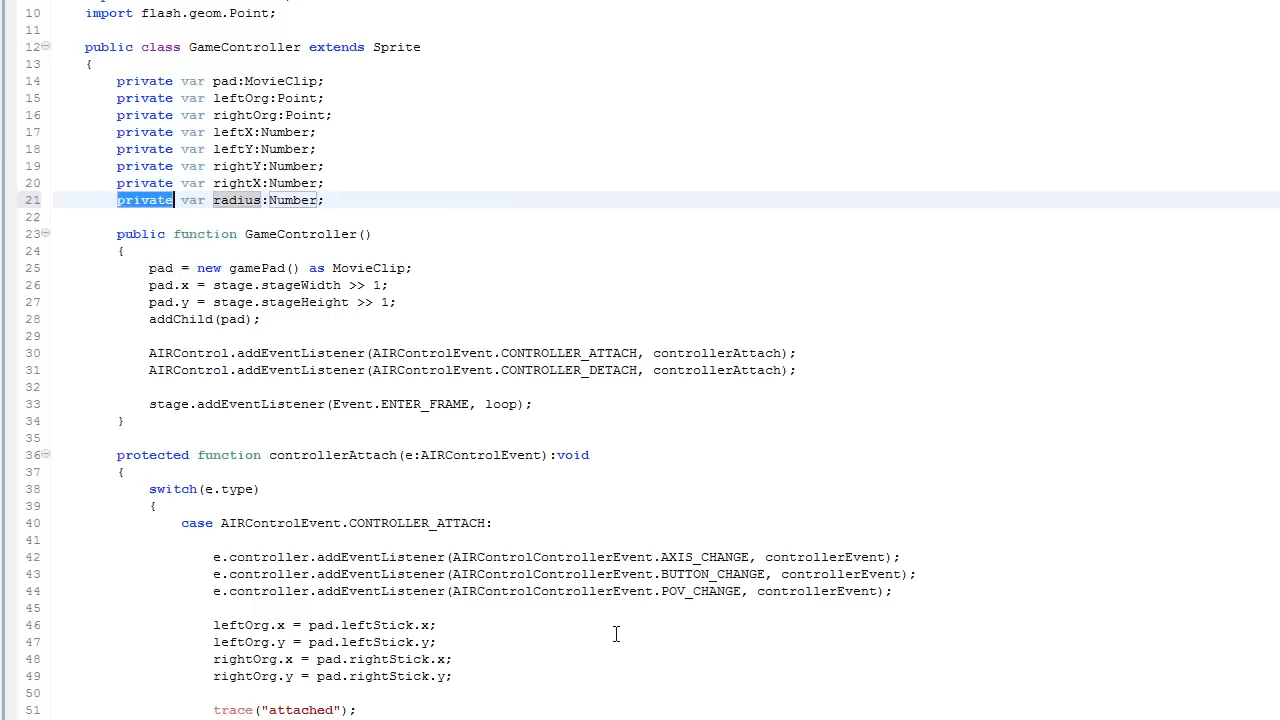 10 import flash.geom.Point;
11
12 public class GameController extends Sprite
13 {
14 private var pad:MovieClip;
15 private var leftOrg:Point;
16 private var rightOrg:Point;
17 private var leftX:Number;
18 private var leftY:Number;
19 private var rightY:Number;
20 private var rightX:Number;
21 private var radius:Number;
22
23 public function GameController()
24 {
25 pad = new gamePad() as MovieClip;
26 pad.x = stage.stageWidth >> 1;
27 pad.y = stage.stageHeight >> 1;
28 addChild(pad);
29
30 AIRControl.addEventListener(AIRControlEvent.CONTROLLER_ATTACH, controllerAttach);
31 AIRControl.addEventListener(AIRControlEvent.CONTROLLER_DETACH, controllerAttach);
32
33 stage.addEventListener(Event.ENTER_FRAME, loop);
34 }
35
36 protected function controllerAttach(e:AIRControlEvent):void
37 {
38 switch(e.type)
39 {
40 case AIRControlEvent.CONTROLLER_ATTACH:
41
42 e.controller.addEventListener(AIRControlControllerEvent.AXIS_CHANGE, controllerEvent);
43 e.controller.addEventListener(AIRControlControllerEvent.BUTTON_CHANGE, controllerEvent);
44 e.controller.addEventListener(AIRControlControllerEvent.POV_CHANGE, controllerEvent);
45
46 leftOrg.x = pad.leftStick.x;
47 leftOrg.y = pad.leftStick.y;
48 rightOrg.x = pad.rightStick.x;
49 rightOrg.y = pad.rightStick.y;
50
51 trace("attached");